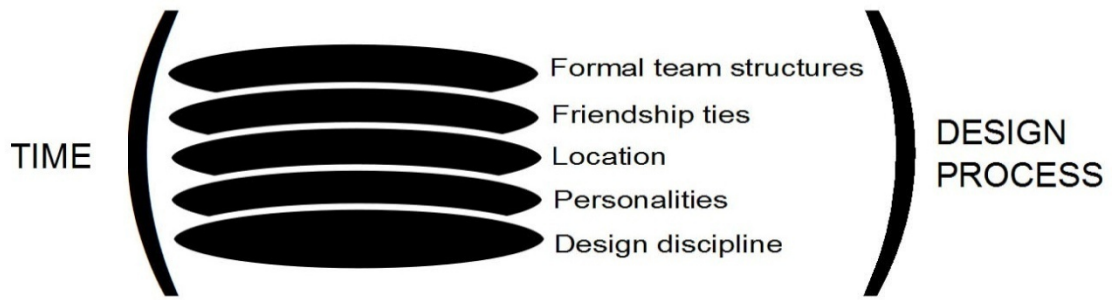 Formal team structures
Friendship ties
TIME
Location
Personalities
Design discipline
DESIGN
PROCESS